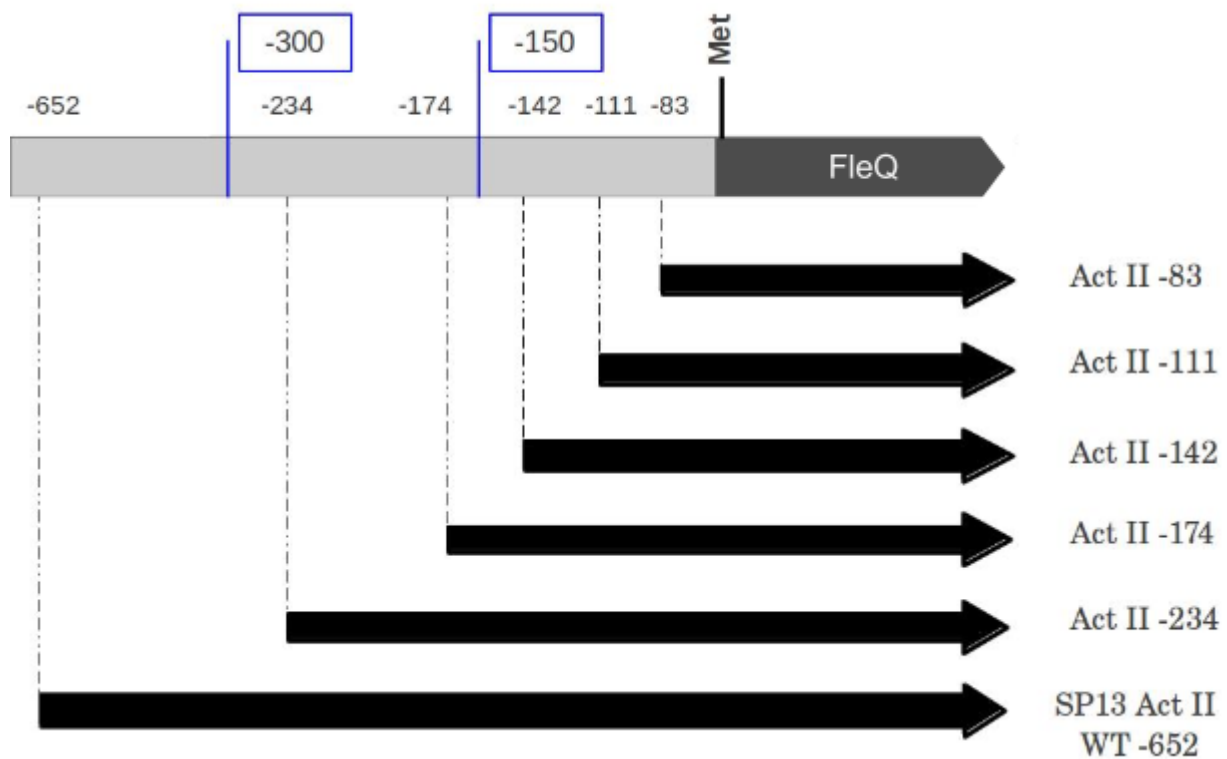 -300
-150
Met
-652
-234
-174
-142
-111
-83
FleQ
Act II -83
Act II -111
Act II -142
Act II -174
Act II -234
SP13 Act II
WT -652